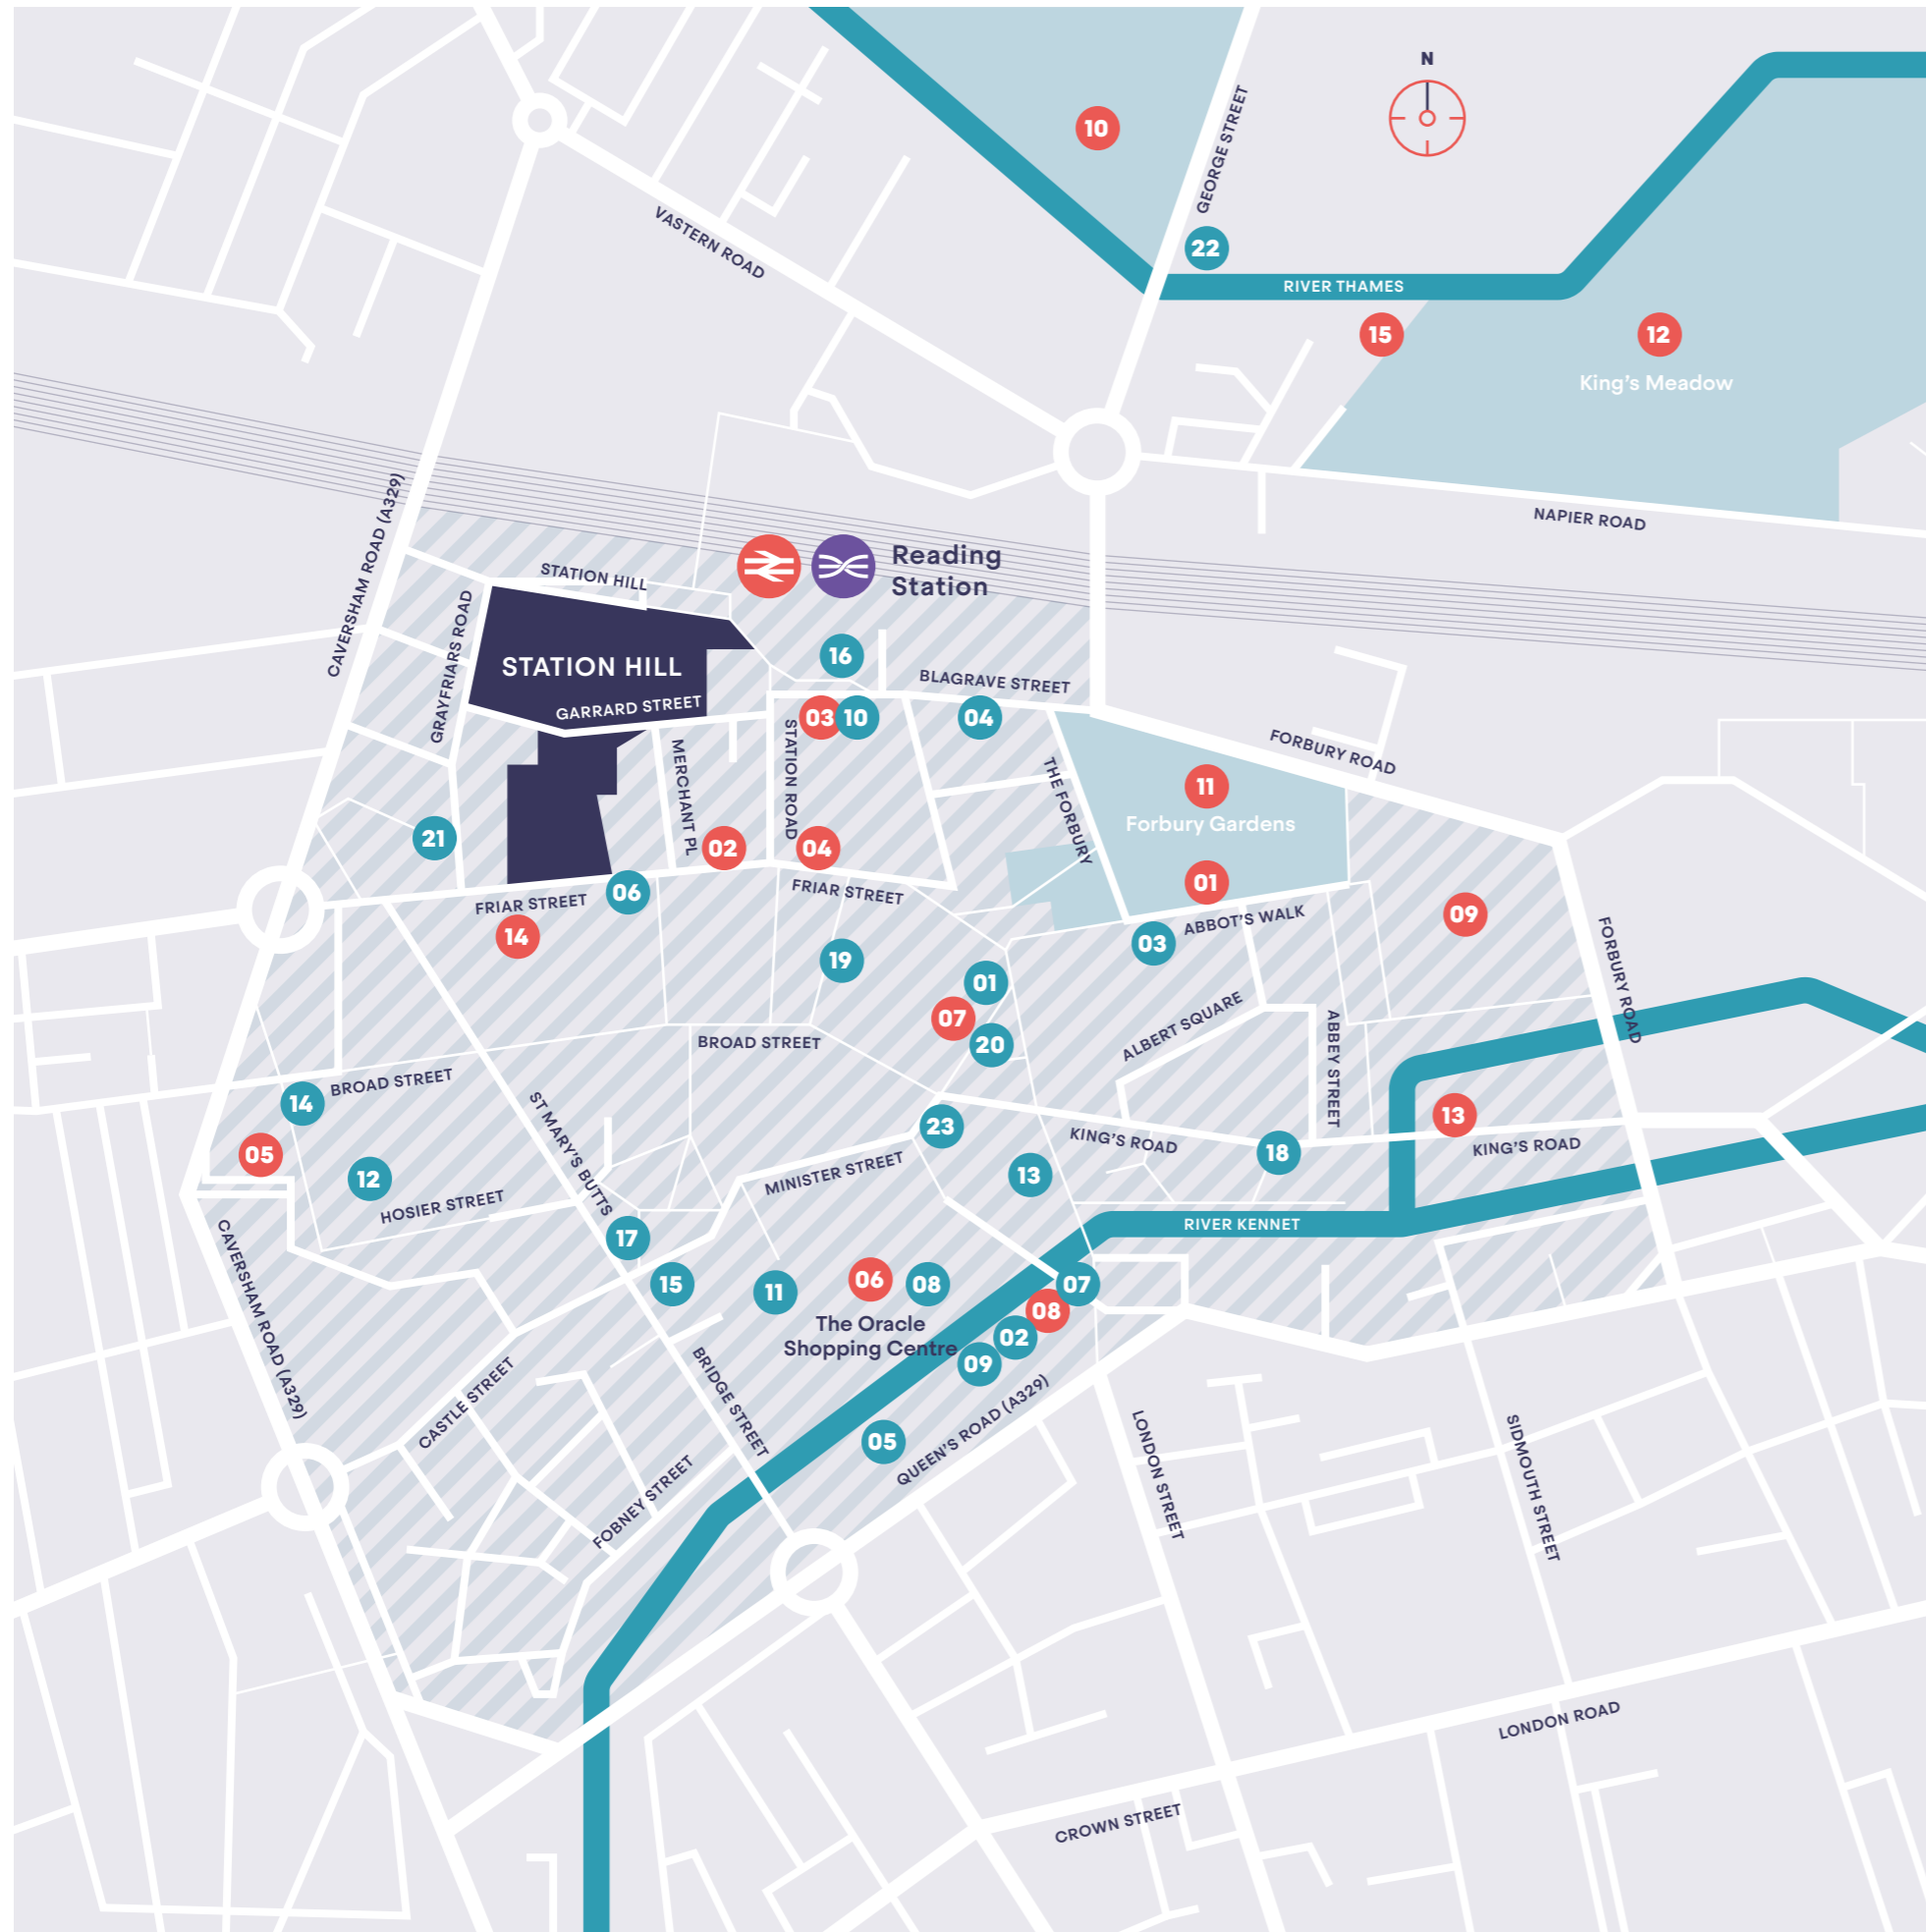 N
10
GEORGE STREET
VASTERN ROAD
22
RIVER THAMES
15
12
King's Meadow
CAVERSHAM ROAD (A329)
NAPIER ROAD
Reading
Station
STATION HILL
GRAYFRIARS ROAD
STATION HILL
16
BLAGRAVE STREET
GARRARD STREET
03
10
04
STATION ROAD
MERCHANT PL
FORBURY ROAD
THE FORBURY
11
Forbury Gardens
21
02
04
01
FRIAR STREET
06
FRIAR STREET
14
ABBOT'S WALK
03
09
FORBURY ROAD
19
01
07
20
ALBERT SQUARE
ABBEY STREET
BROAD STREET
BROAD STREET
14
ST MARY'S BUTTS
23
KING'S ROAD
18
13
KING'S ROAD
05
12
MINISTER STREET
13
HOSIER STREET
17
RIVER KENNET
CAVERSHAM ROAD (A329)
15
11
06
08
07
08
The Oracle
Shopping Centre
02
09
BRIDGE STREET
CASTLE STREET
05
QUEEN'S ROAD (A329)
LONDON STREET
SIDMOUTH STREET
FOBNEY STREET
LONDON ROAD
CROWN STREET